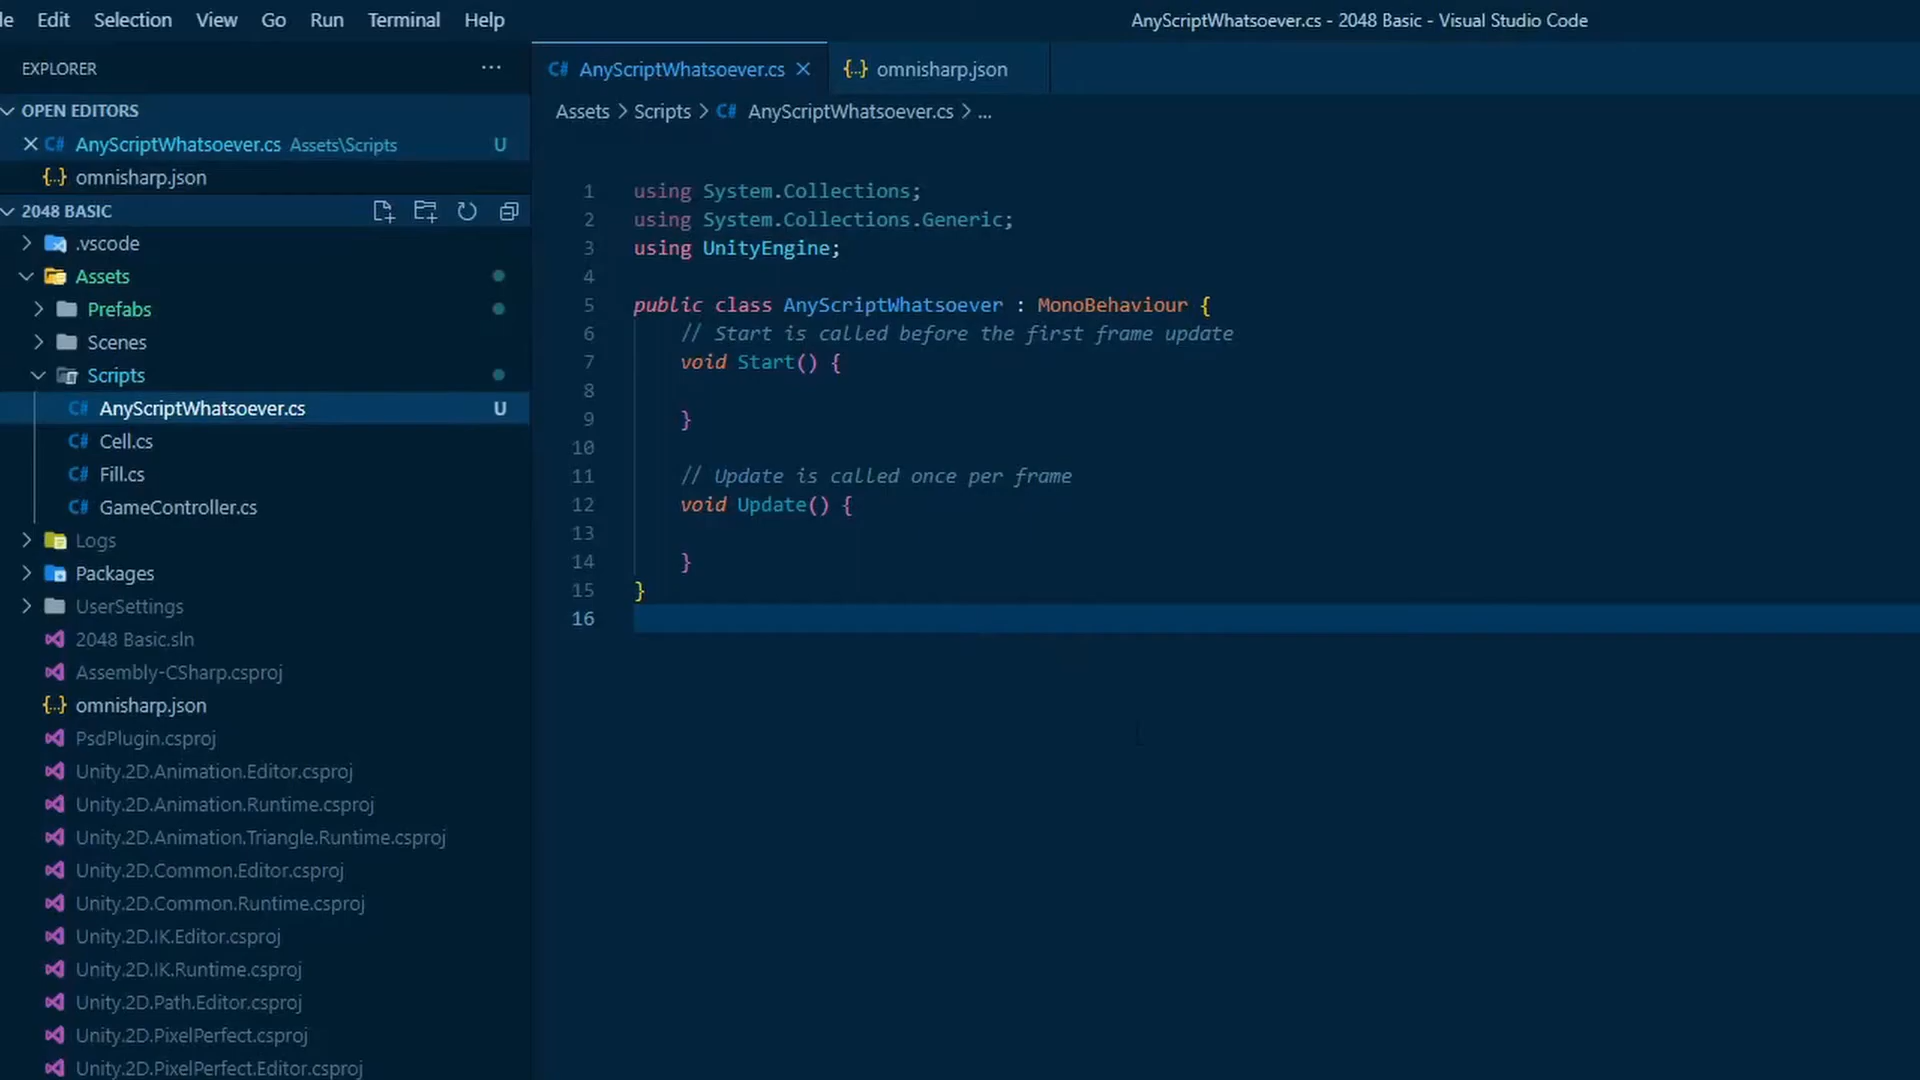 le Edit Selection View Go Run Terminal Help
AnyScriptWhatsoever.cs - 2048 Basic - Visual Studio Code
EXPLORER ...
OPEN EDITORS
AnyScriptWhatsoever.cs Assets\Scripts U
{..} omnisharp.json
2048 BASIC
.vscode
Assets
Prefabs
Scenes
Scripts
C# AnyScriptWhatsoever.cs U
C# Cell.cs
C# Fill.cs
C# GameController.cs
Logs
Packages
UserSettings
2048 Basic.sln
Assembly-CSharp.csproj
{..} omnisharp.json
PsdPlugin.csproj
Unity.2D.Animation.Editor.csproj
Unity.2D.Animation.Runtime.csproj
Unity.2D.Animation.Triangle.Runtime.csproj
Unity.2D.Common.Editor.csproj
Unity.2D.Common.Runtime.csproj
Unity.2D.IK.Editor.csproj
Unity.2D.IK.Runtime.csproj
Unity.2D.Path.Editor.csproj
Unity.2D.PixelPerfect.csproj
Unity.2D.PixelPerfect.Editor.csproj
C# AnyScriptWhatsoever.cs {..} omnisharp.json
Assets > Scripts > C# AnyScriptWhatsoever.cs > ...
1 using System.Collections;
2 using System.Collections.Generic;
3 using UnityEngine;
4
5 public class AnyScriptWhatsoever : MonoBehaviour {
6 // Start is called before the first frame update
7 void Start() {
8
9 }
10
11 // Update is called once per frame
12 void Update() {
13
14 }
15 }
16